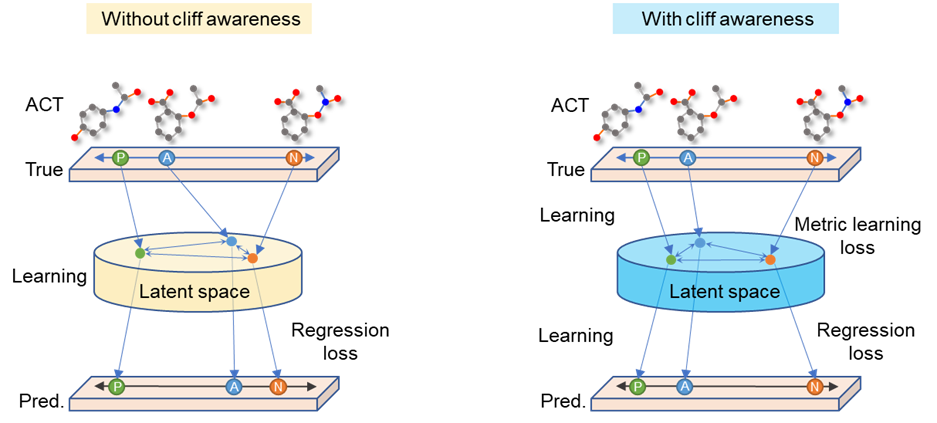 Without cliff awareness
ACT
True
P A N
Learning
Latent space
Regression
loss
Pred.
P A N
With cliff awareness
ACT
True
P A N
Learning
Metric learning
loss
Latent space
Learning
Regression
loss
Pred.
P A N